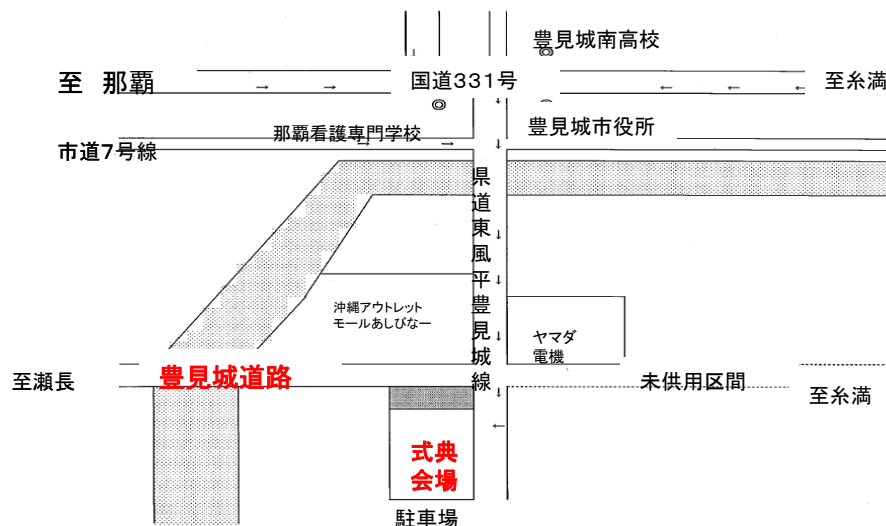 豊見城南高校
至 那覇
国道331号
至糸満
那覇看護専門学校
豊見城市役所
市道7号線
県道東風平豊見城線
沖縄アウトレット
モールあしびなー
ヤマダ
電機
至瀬長
豊見城道路
未供用区間
至糸満
式典
会場
駐車場